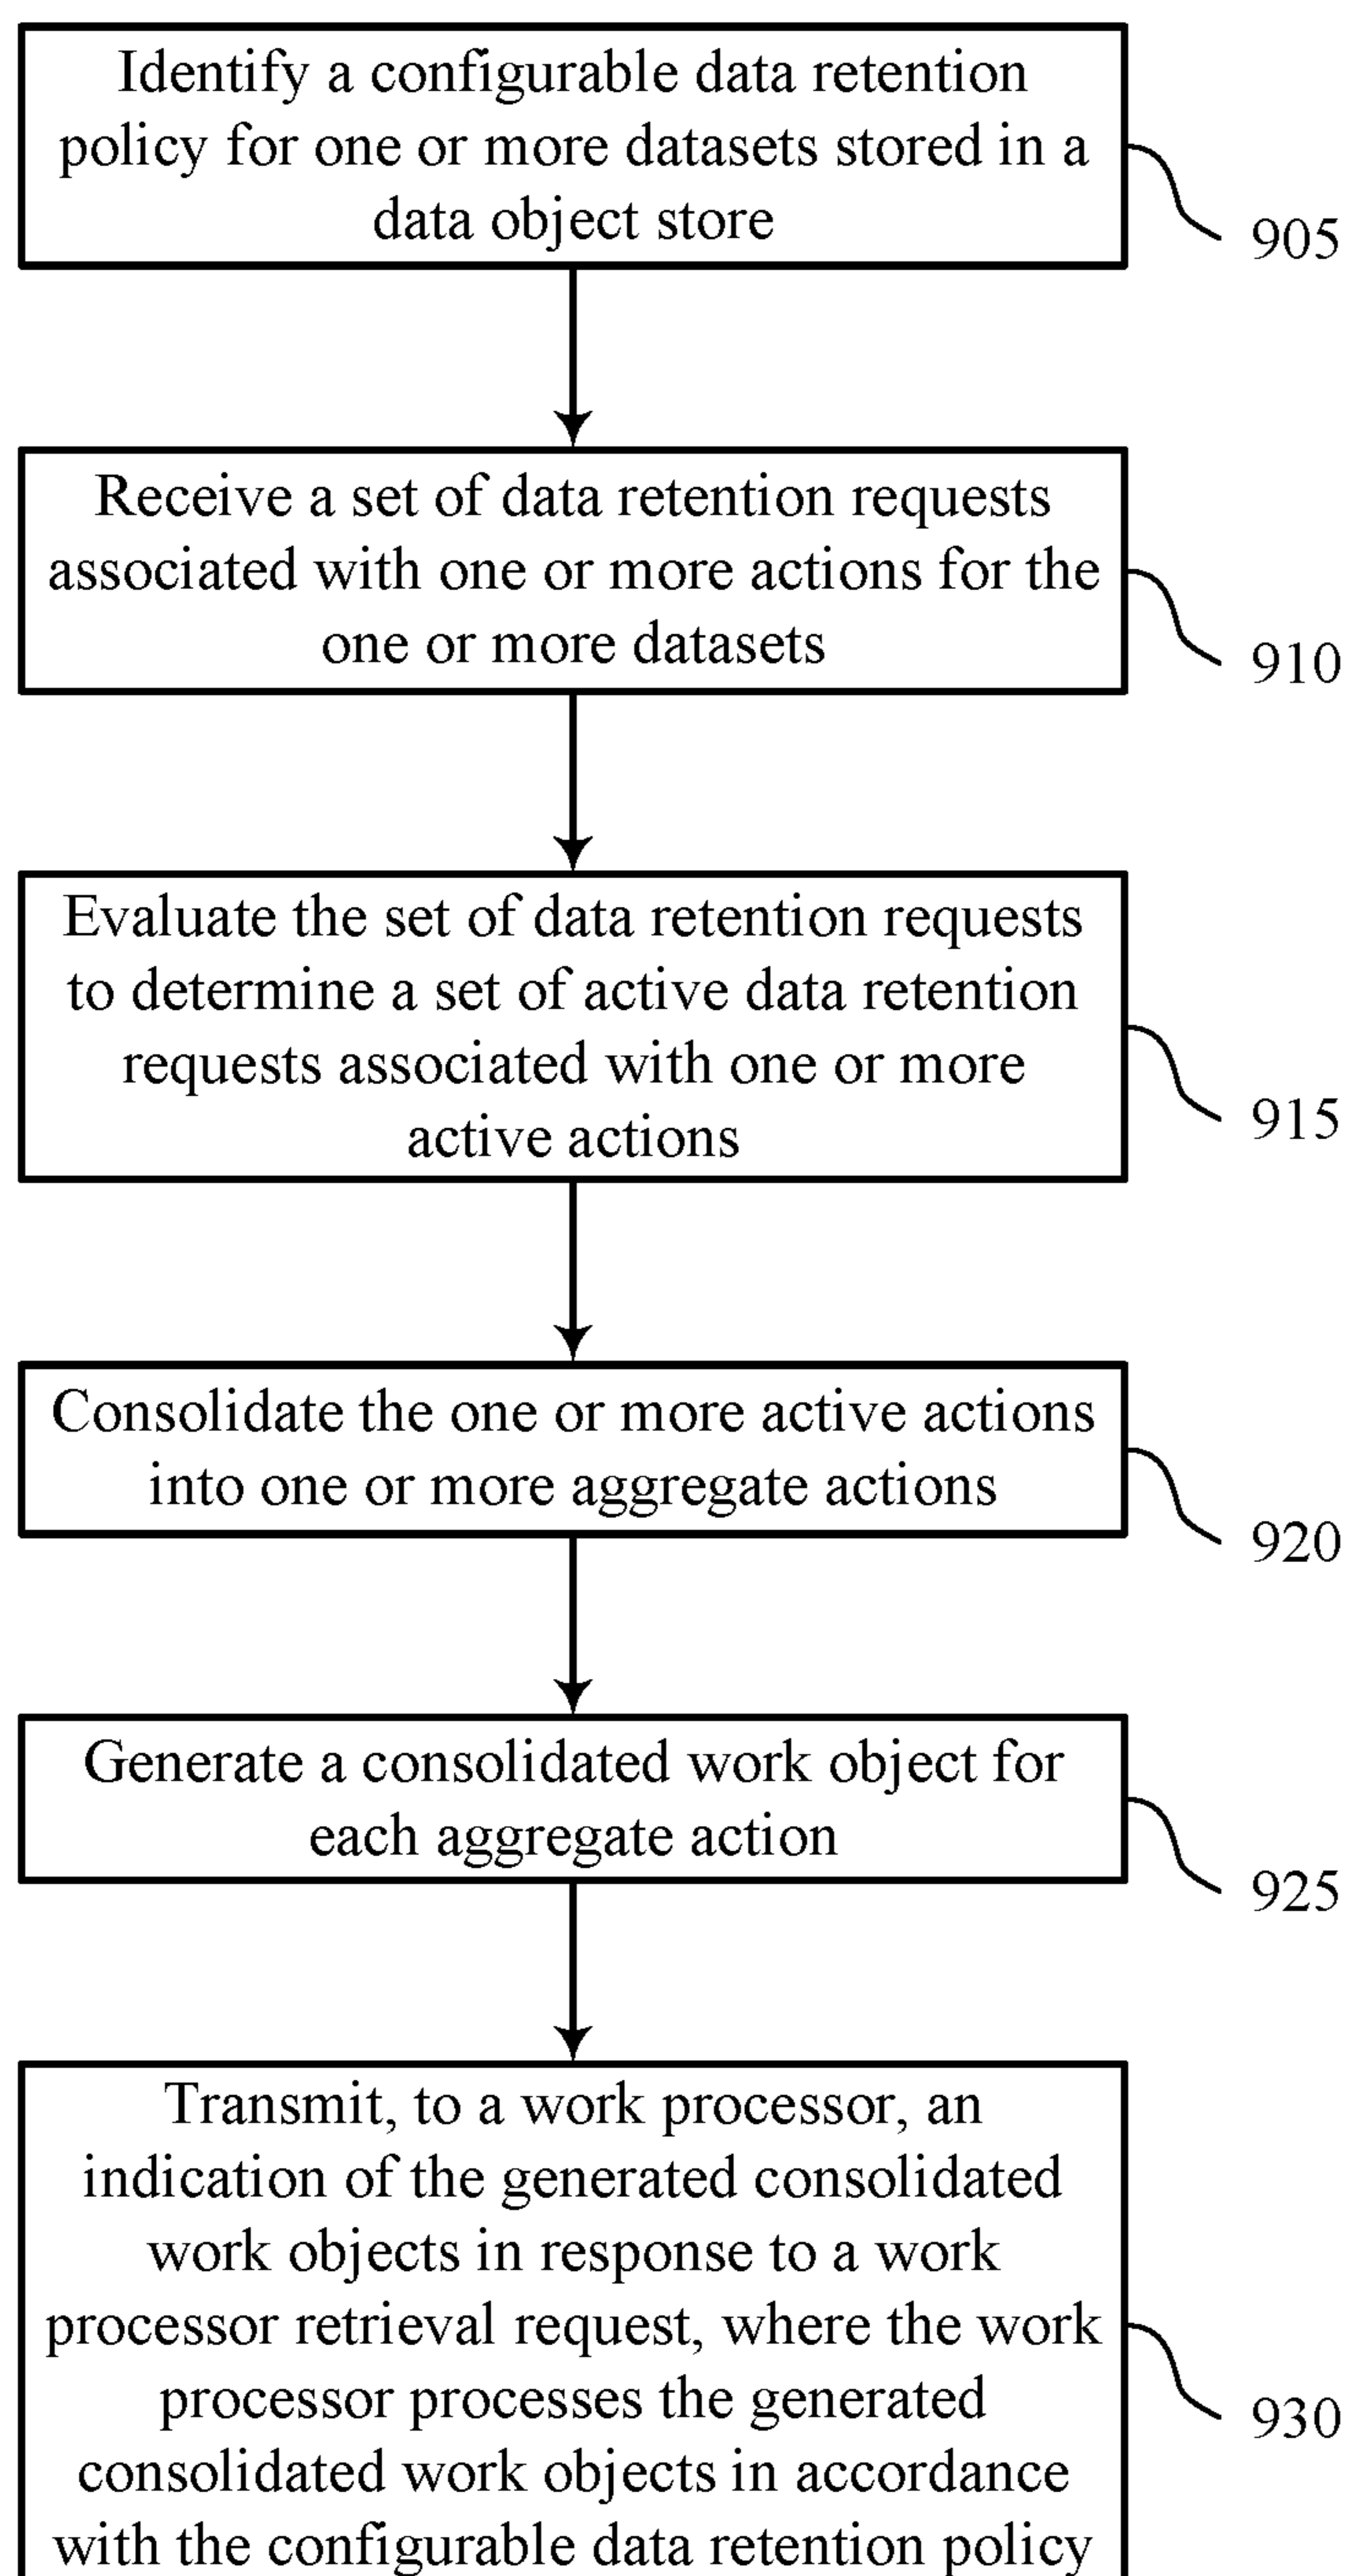 Identify a configurable data retention
policy for one or more datasets stored in a
data object store
905
Receive a set of data retention requests
associated with one or more actions for the
one or more datasets
910
Evaluate the set of data retention requests
to determine a set of active data retention
requests associated with one or more
active actions
915
Consolidate the one or more active actions
into one or more aggregate actions
920
Generate a consolidated work object for
each aggregate action
925
Transmit, to a work processor, an
indication of the generated consolidated
work objects in response to a work
processor retrieval request, where the work
processor processes the generated
consolidated work objects in accordance
with the configurable data retention policy
930